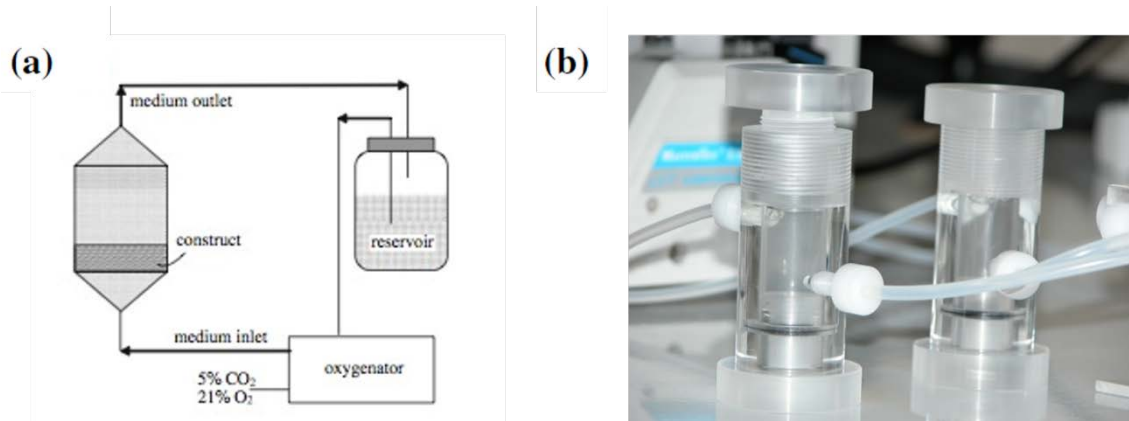 (a)
medium outlet
construct
reservoir
medium inlet
oxygenator
5% CO₂
21% O₂
(b)